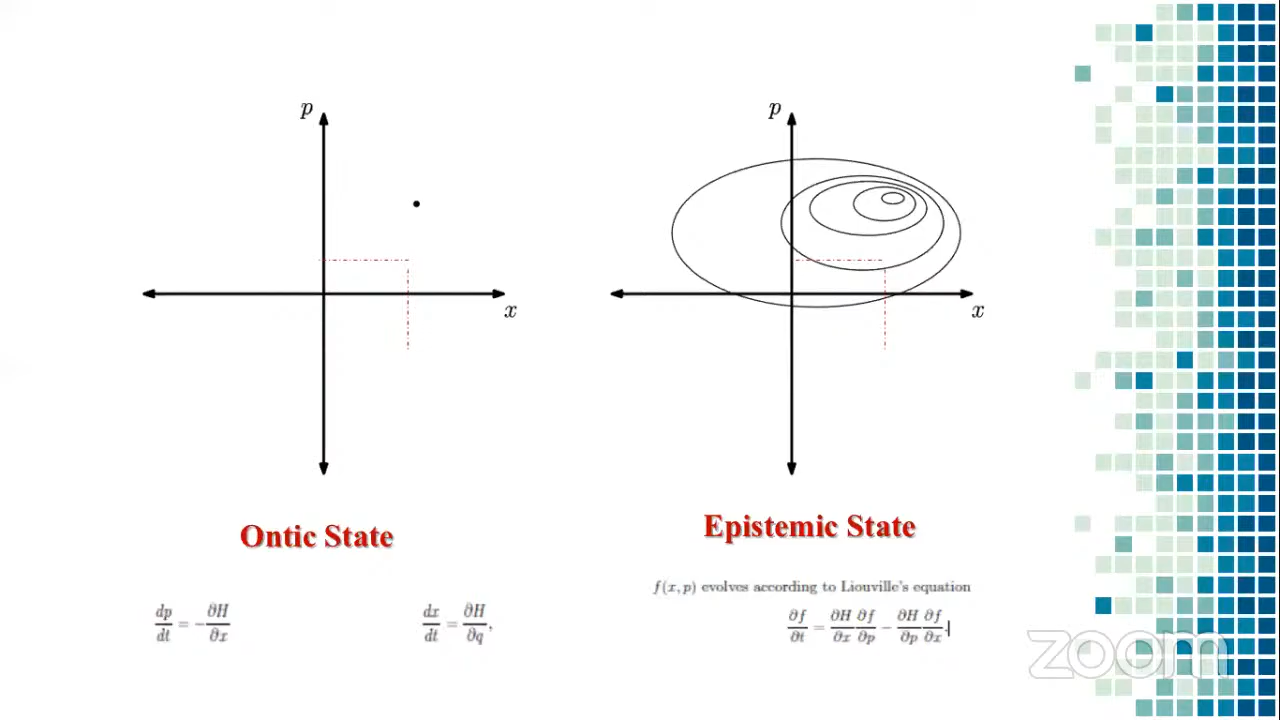 p
x
p
x
Ontic State
Epistemic State
f(x, p) evolves according to Liouville's equation
dp/dt = −∂H/∂x
dx/dt = ∂H/∂q,
∂f/∂t = ∂H/∂x ∂f/∂p − ∂H/∂p ∂f/∂x.
zoom